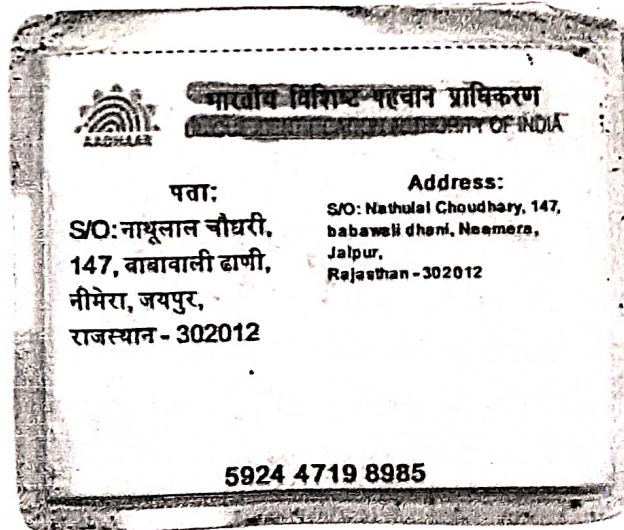 भारतीय विशिष्ट पहचान प्राधिकरण
AUTHORITY OF INDIA
AADHAAR
पता:
S/O: नाथूलाल चौधरी,
147, बाबावाली ढाणी,
नीमेरा, जयपुर,
राजस्थान - 302012
Address:
S/O: Nathulal Choudhary, 147,
babawali dhani, Neemera,
Jaipur,
Rajasthan - 302012
5924 4719 8985